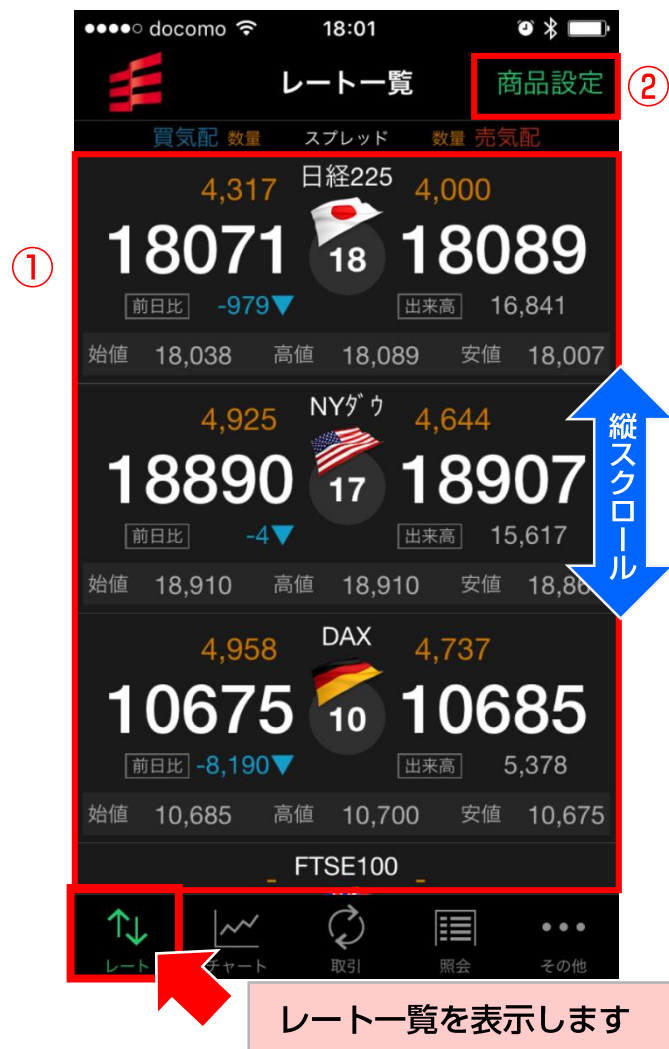 docomo 18:01
レート一覧 商品設定 ②
買気配 数量 スプレッド 数量 売気配
①
日経225
4,317 4,000
18071 18 18089
前日比 -979▼ 出来高 16,841
始値 18,038 高値 18,089 安値 18,007
NYダウ
4,925 4,644
18890 17 18907
前日比 -4▼ 出来高 15,617
始値 18,910 高値 18,910 安値
縦スクロール
DAX
4,958 4,737
10675 10 10685
前日比 -8,190▼ 出来高 5,378
始値 10,685 高値 10,700 安値 10,675
FTSE100
- -
レート チャート 取引 照会 その他
レート一覧を表示します